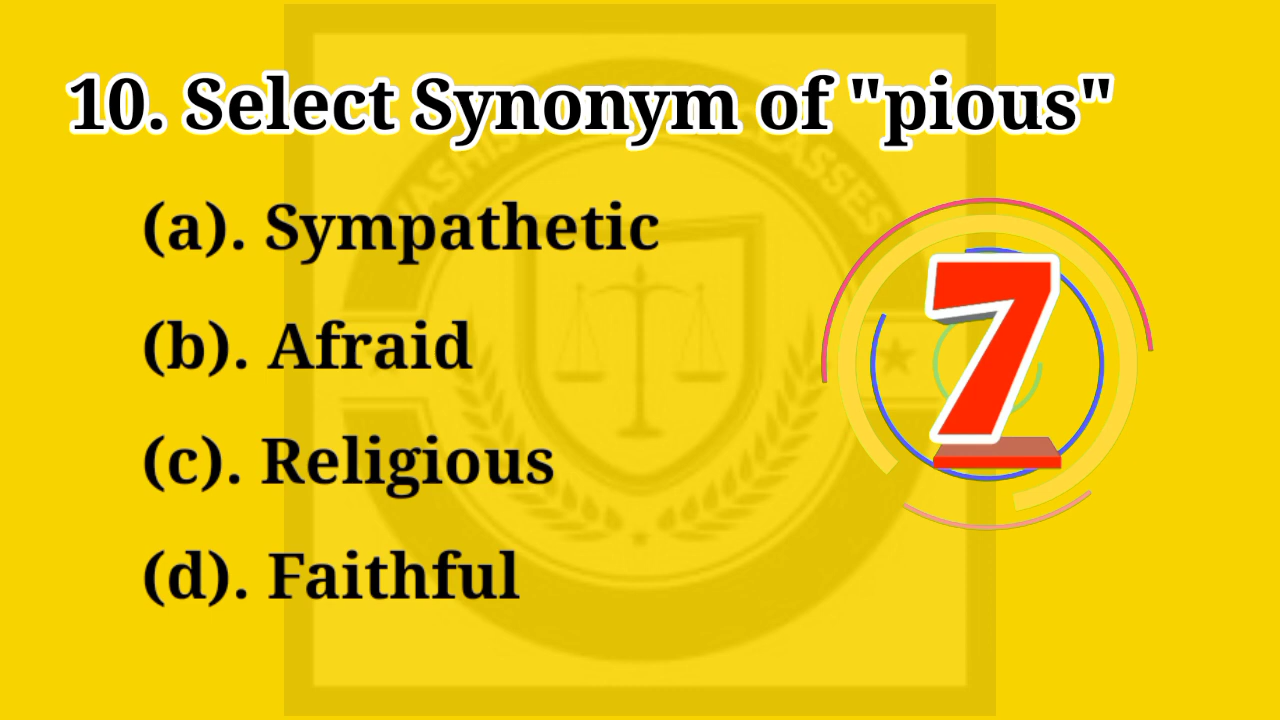 10. Select Synonym of "pious"
(a). Sympathetic
(b). Afraid
7
(c). Religious
(d). Faithful